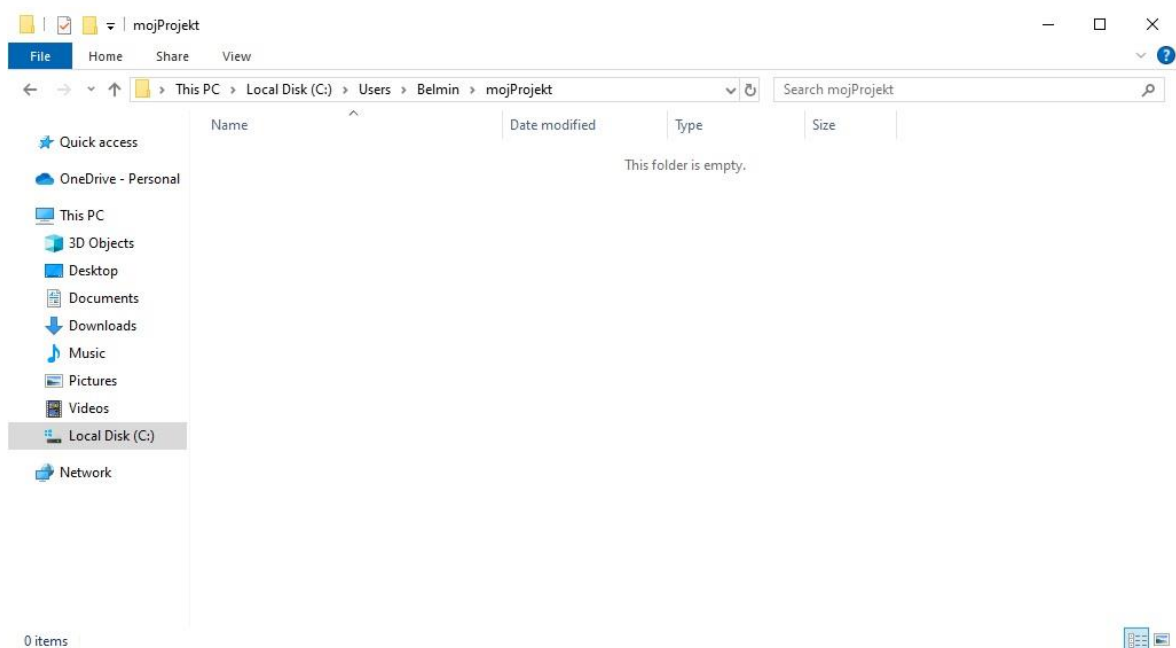 mojProjekt
File Home Share View
This PC Local Disk (C:) Users Belmin mojProjekt Search mojProjekt
Name Date modified Type Size
This folder is empty.
Quick access
OneDrive - Personal
This PC
3D Objects
Desktop
Documents
Downloads
Music
Pictures
Videos
Local Disk (C:)
Network
0 items